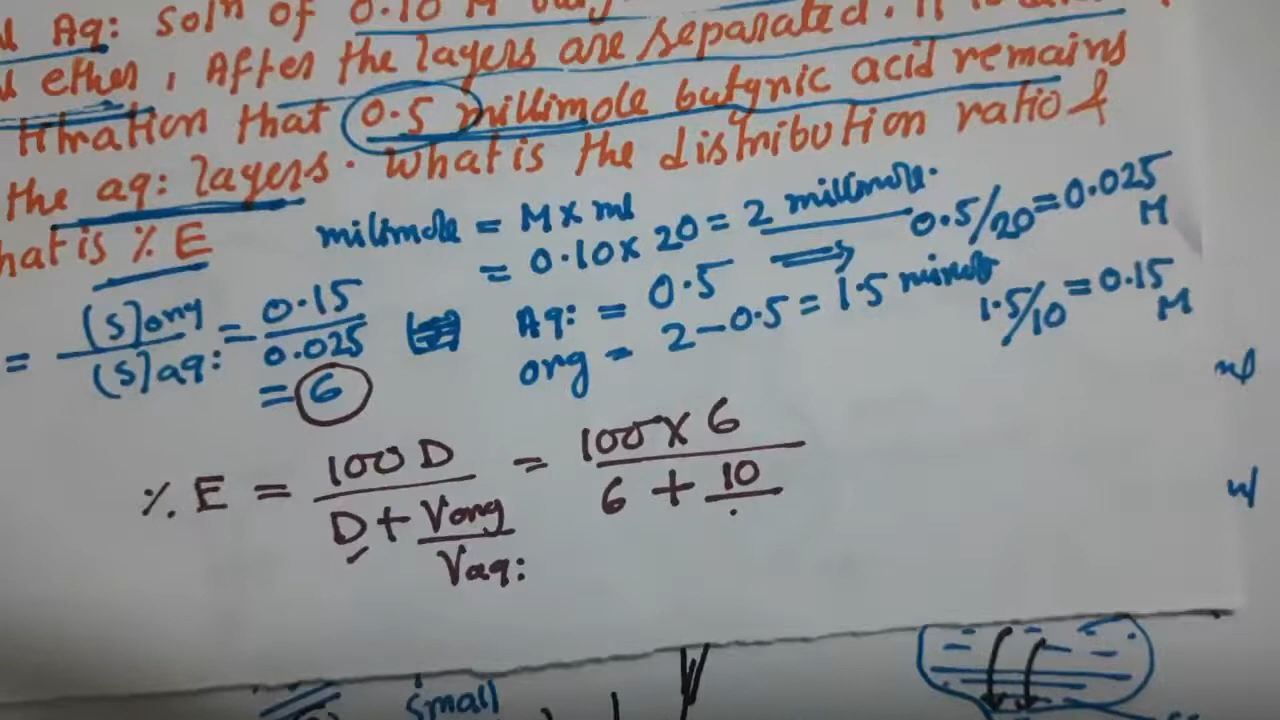 Aq: solⁿ of 0.10 M
ether, After the layers are separated. it
titration that 0.5 millimole butyric acid remains
the aq: layers. What is the distribution ratio &
hat is % E
milimole = M x ml
= 0.10 x 20 = 2 millimole.
0.5/20 = 0.025 M
= (S)org / (S)aq: = 0.15 / 0.025
= 6
Aq: = 0.5
org = 2 - 0.5 = 1.5
1.5/10 = 0.15 M
% E = 100 D / D + Vorg / Vaq: = 100 x 6 / 6 + 10
small